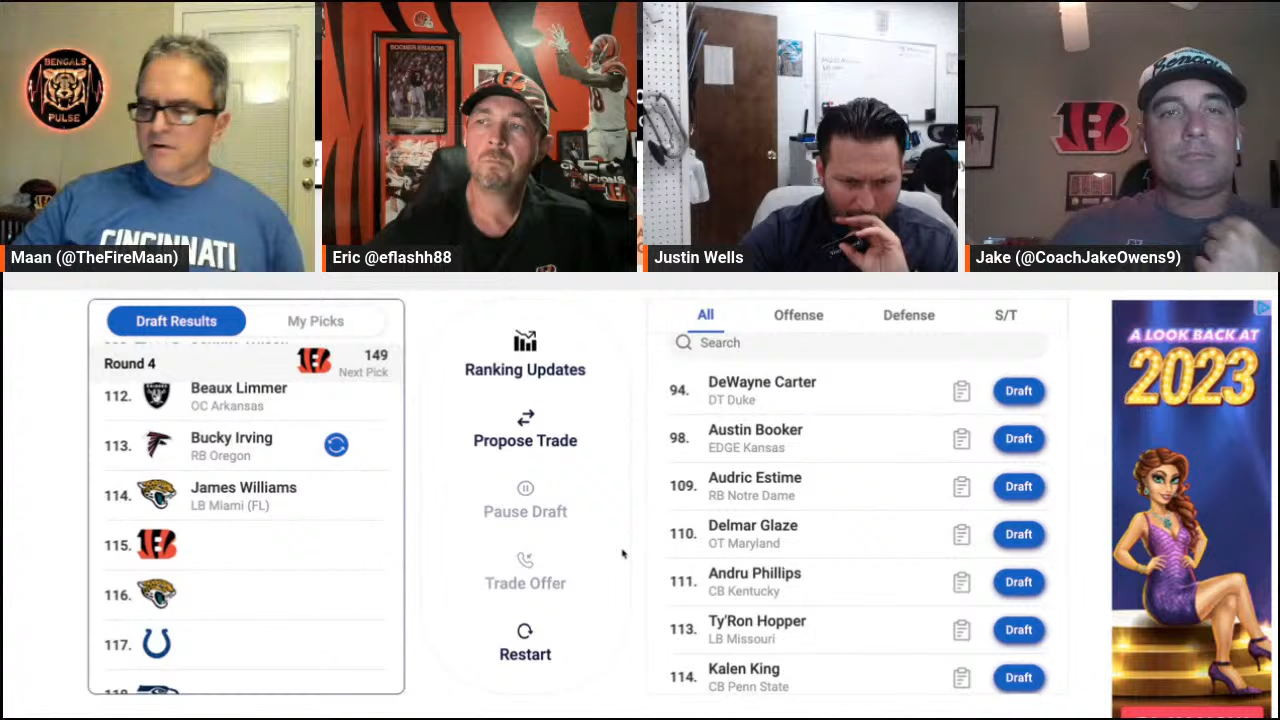 BENGALS
PULSE
CINCINNATI
BOOMER ESIASON
Maan (@TheFireMaan)
Eric @eflashh88
Justin Wells
Jake (@CoachJakeOwens9)
Draft Results
My Picks
Round 4
149
Next Pick
112.
Beaux Limmer
OC Arkansas
113.
Bucky Irving
RB Oregon
114.
James Williams
LB Miami (FL)
115.
116.
117.
Ranking Updates
Propose Trade
Pause Draft
Trade Offer
Restart
All
Offense
Defense
S/T
Search
94.
DeWayne Carter
DT Duke
Draft
98.
Austin Booker
EDGE Kansas
Draft
109.
Audric Estime
RB Notre Dame
Draft
110.
Delmar Glaze
OT Maryland
Draft
111.
Andru Phillips
CB Kentucky
Draft
113.
Ty'Ron Hopper
LB Missouri
Draft
114.
Kalen King
CB Penn State
Draft
A LOOK BACK AT
2023